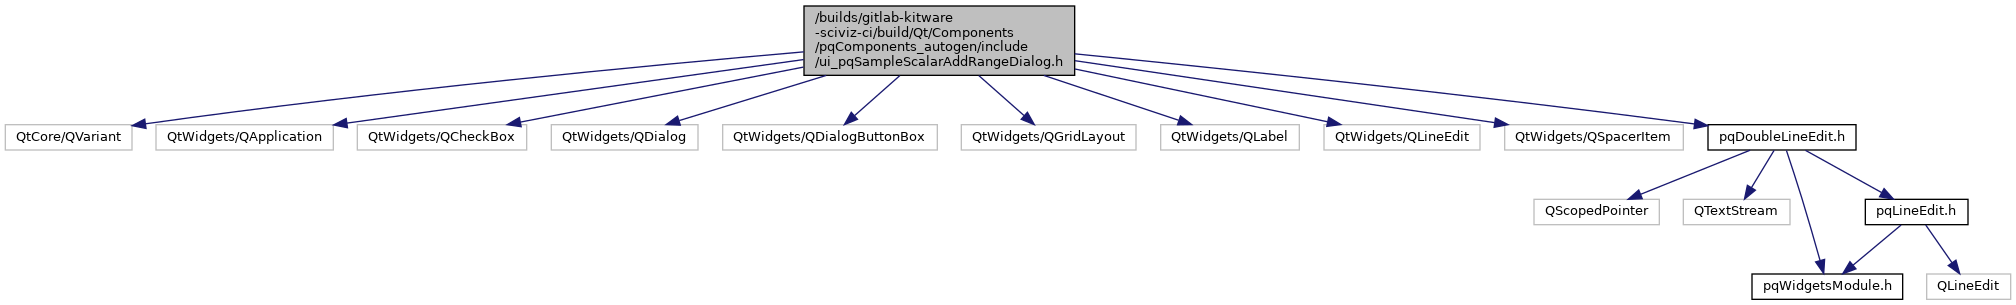 /builds/gitlab-kitware
-sciviz-ci/build/Qt/Components
/pqComponents_autogen/include
/ui_pqSampleScalarAddRangeDialog.h
QtCore/QVariant
QtWidgets/QApplication
QtWidgets/QCheckBox
QtWidgets/QDialog
QtWidgets/QDialogButtonBox
QtWidgets/QGridLayout
QtWidgets/QLabel
QtWidgets/QLineEdit
QtWidgets/QSpacerItem
pqDoubleLineEdit.h
QScopedPointer
QTextStream
pqLineEdit.h
pqWidgetsModule.h
QLineEdit